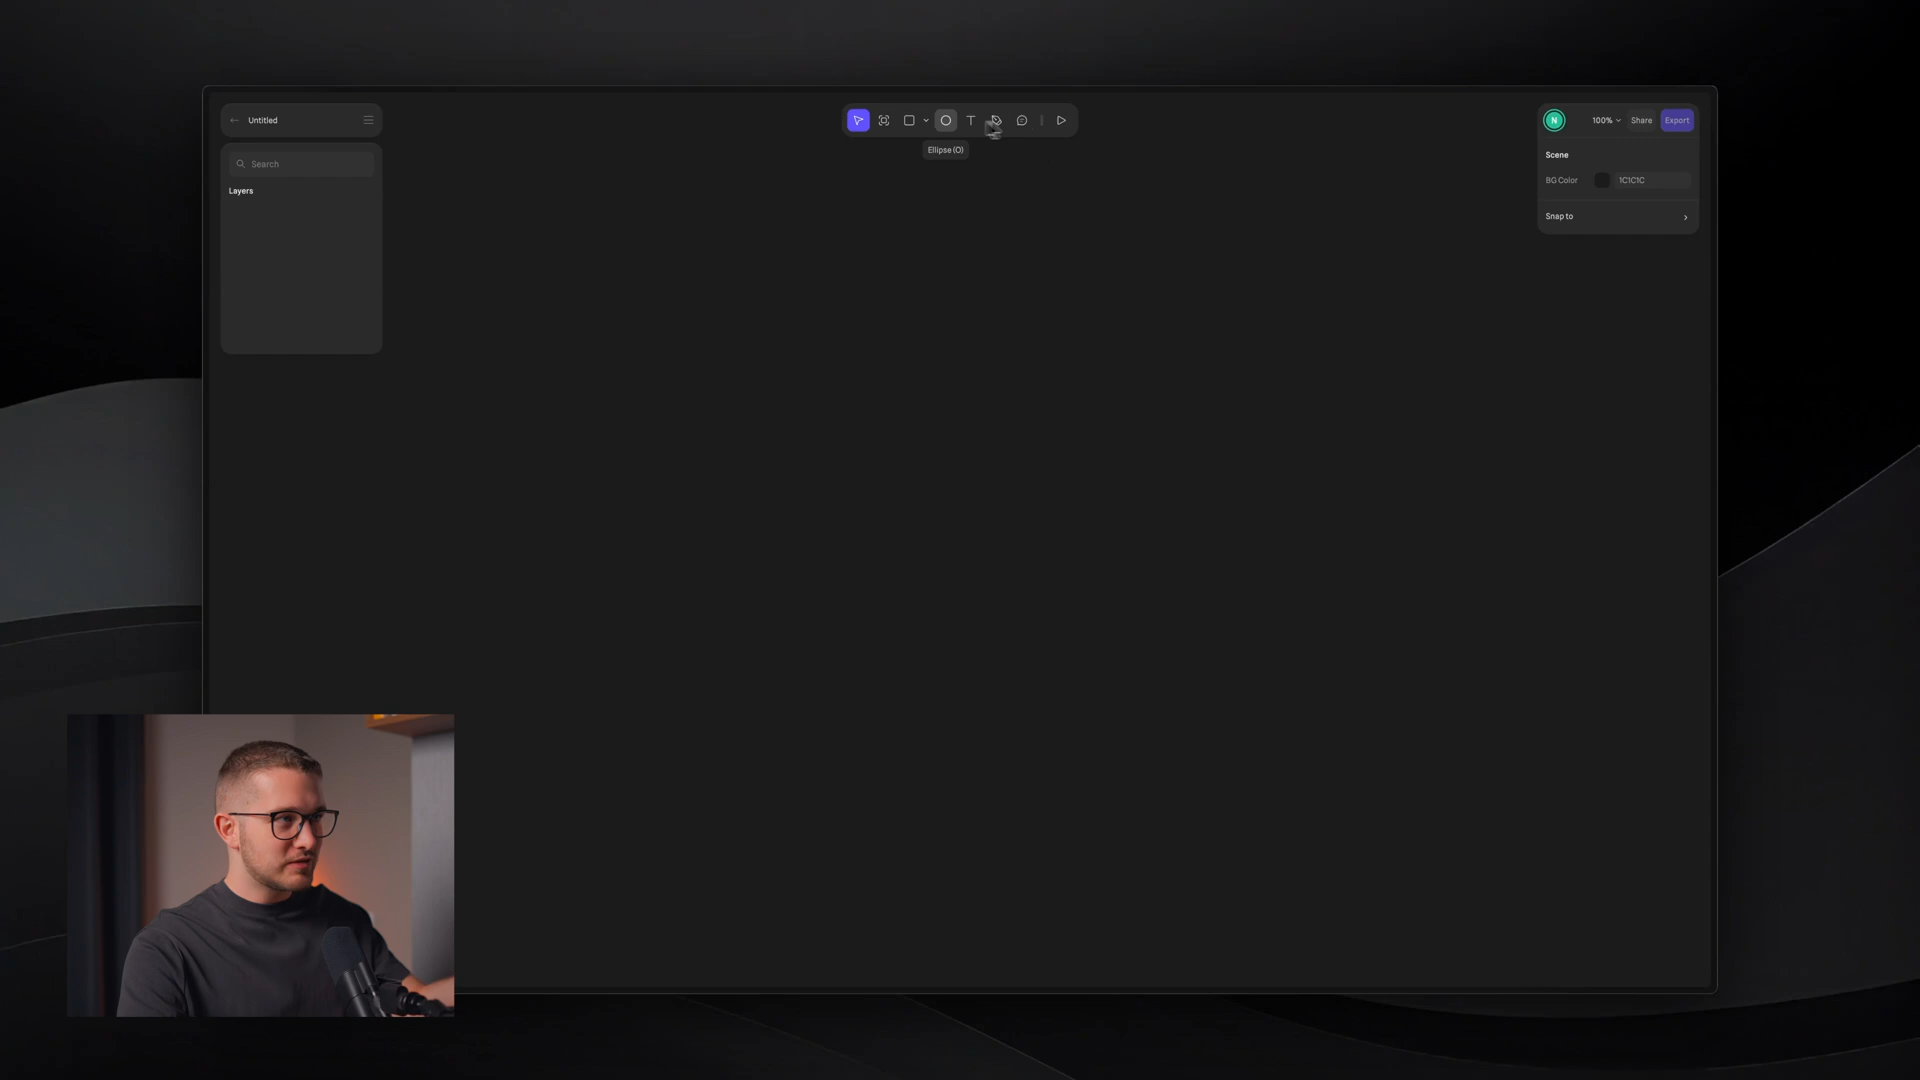 Untitled
Search
Layers
Ellipse (O)
N
100%
Share
Export
Scene
BG Color
1C1C1C
Snap to